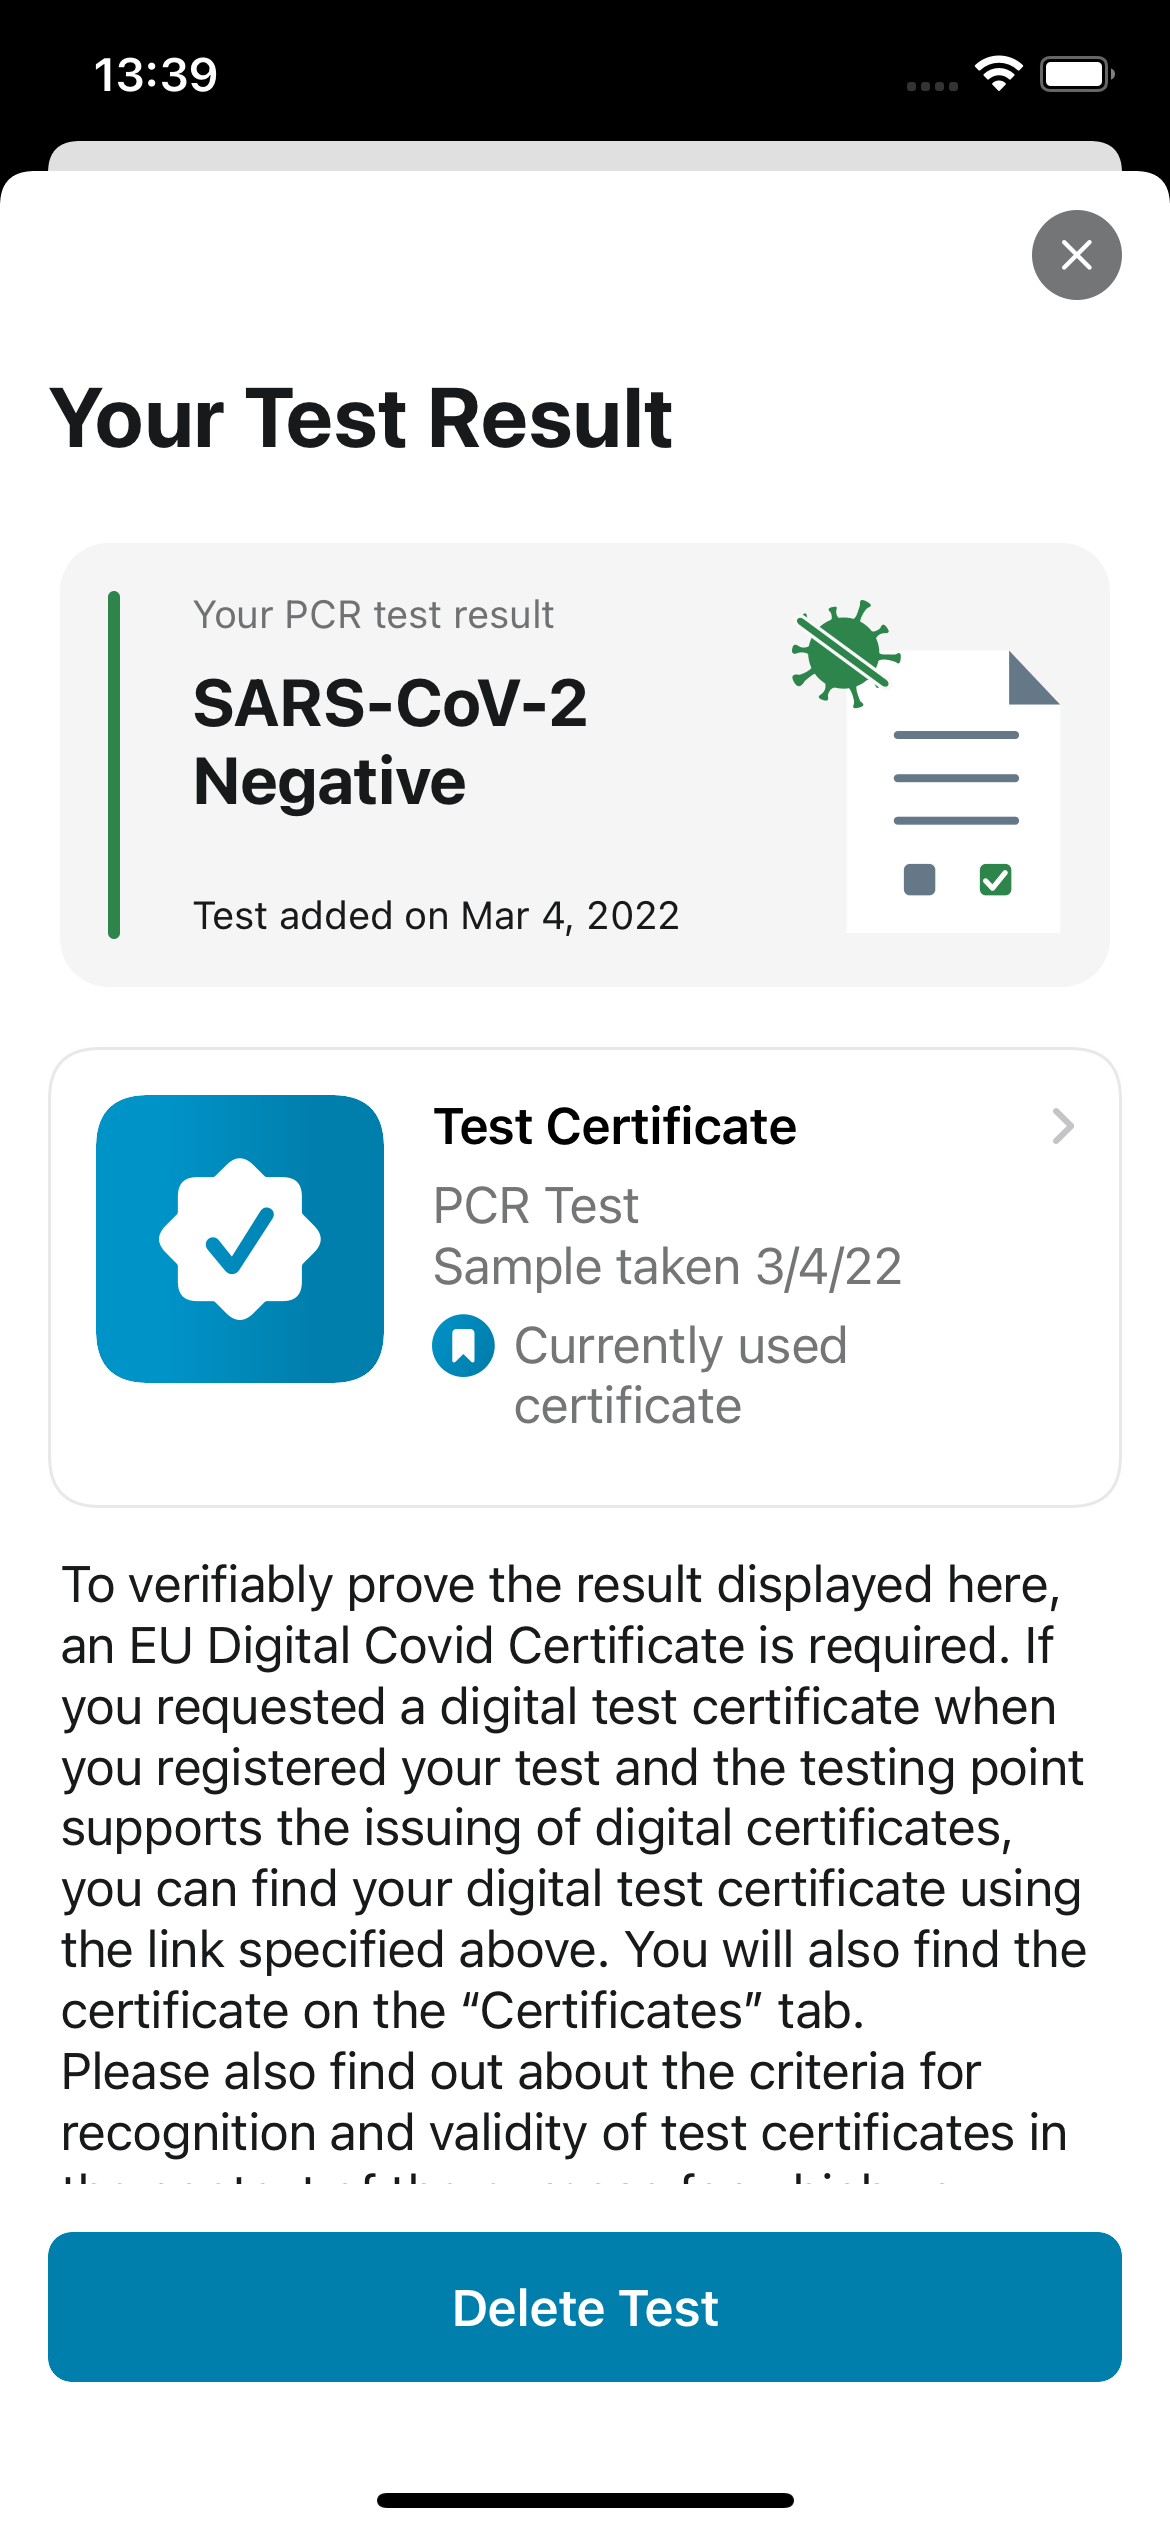 13:39
Your Test Result
Your PCR test result
SARS-CoV-2
Negative
Test added on Mar 4, 2022
Test Certificate
PCR Test
Sample taken 3/4/22
Currently used
certificate
To verifiably prove the result displayed here,
an EU Digital Covid Certificate is required. If
you requested a digital test certificate when
you registered your test and the testing point
supports the issuing of digital certificates,
you can find your digital test certificate using
the link specified above. You will also find the
certificate on the “Certificates” tab.
Please also find out about the criteria for
recognition and validity of test certificates in
Delete Test